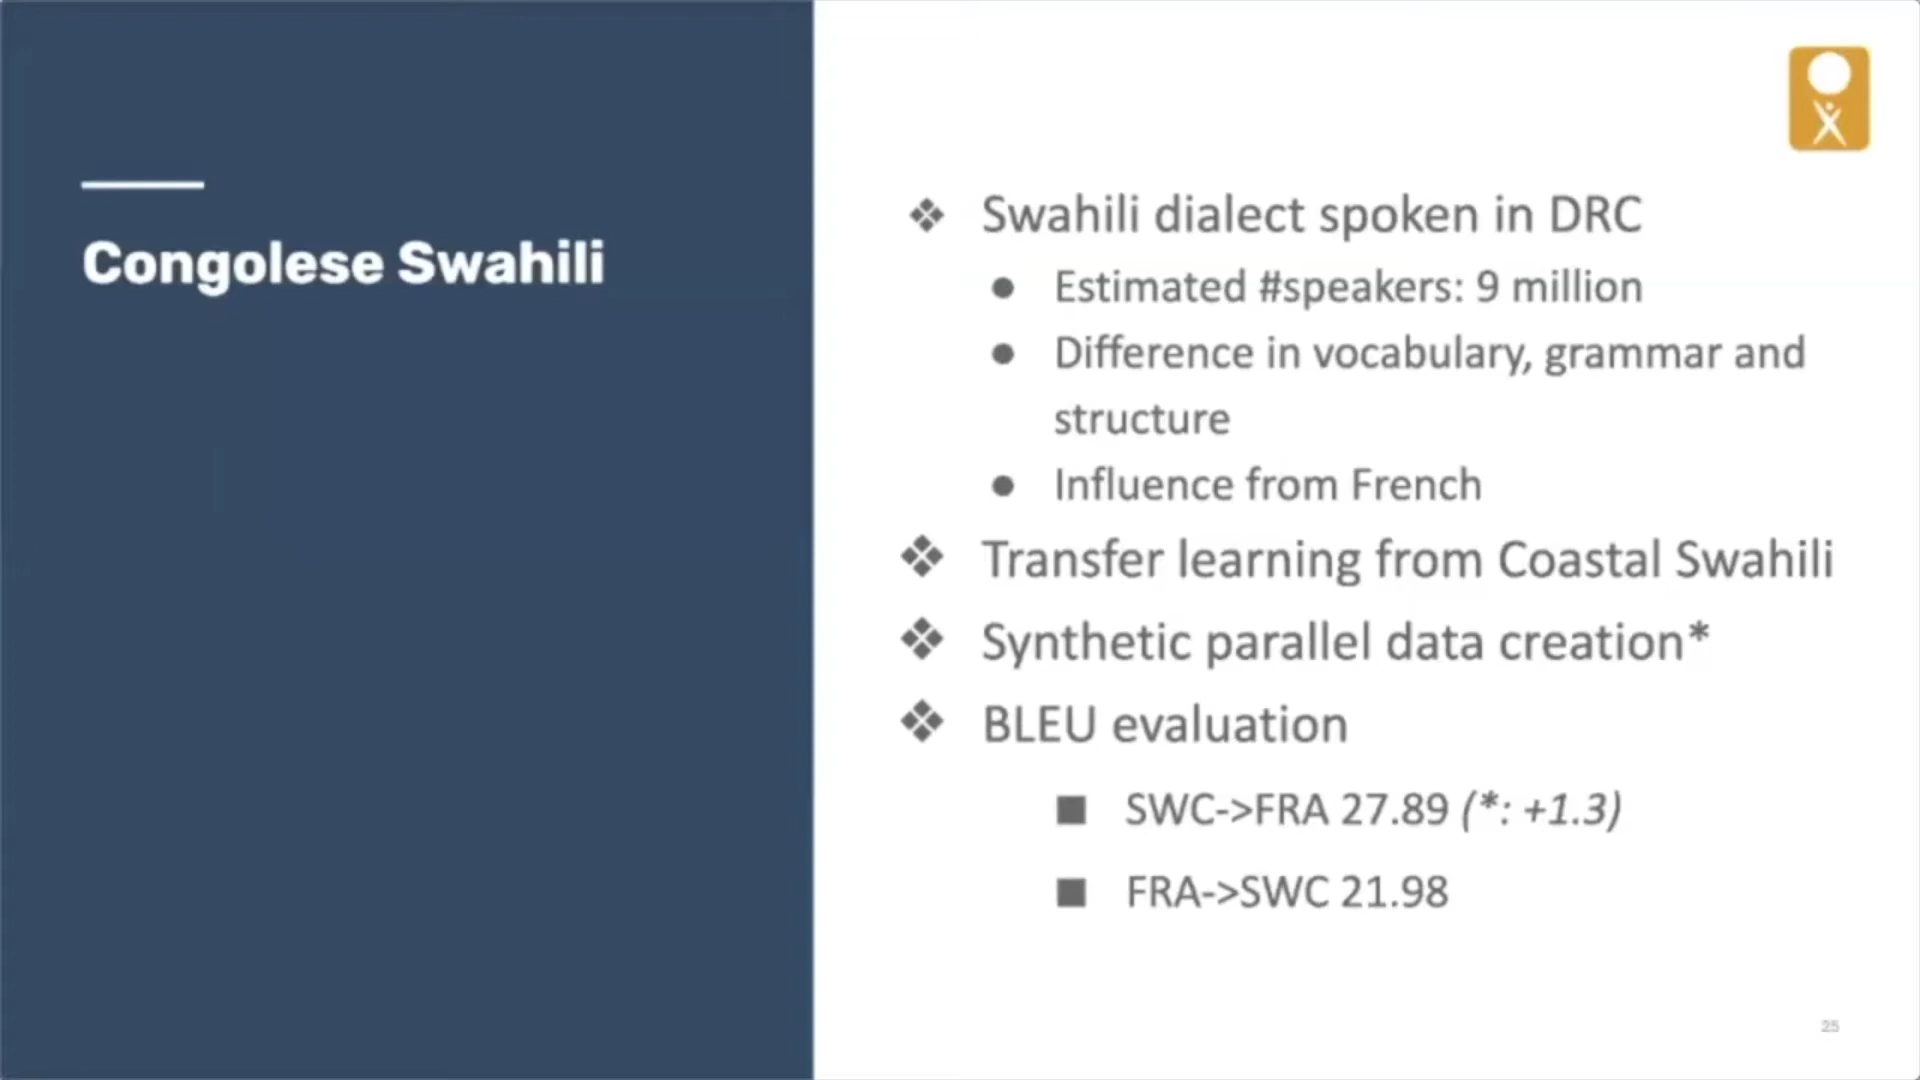 Congolese Swahili
Swahili dialect spoken in DRC
Estimated #speakers: 9 million
Difference in vocabulary, grammar and
structure
Influence from French
Transfer learning from Coastal Swahili
Synthetic parallel data creation*
BLEU evaluation
SWC->FRA 27.89 (*: +1.3)
FRA->SWC 21.98
25